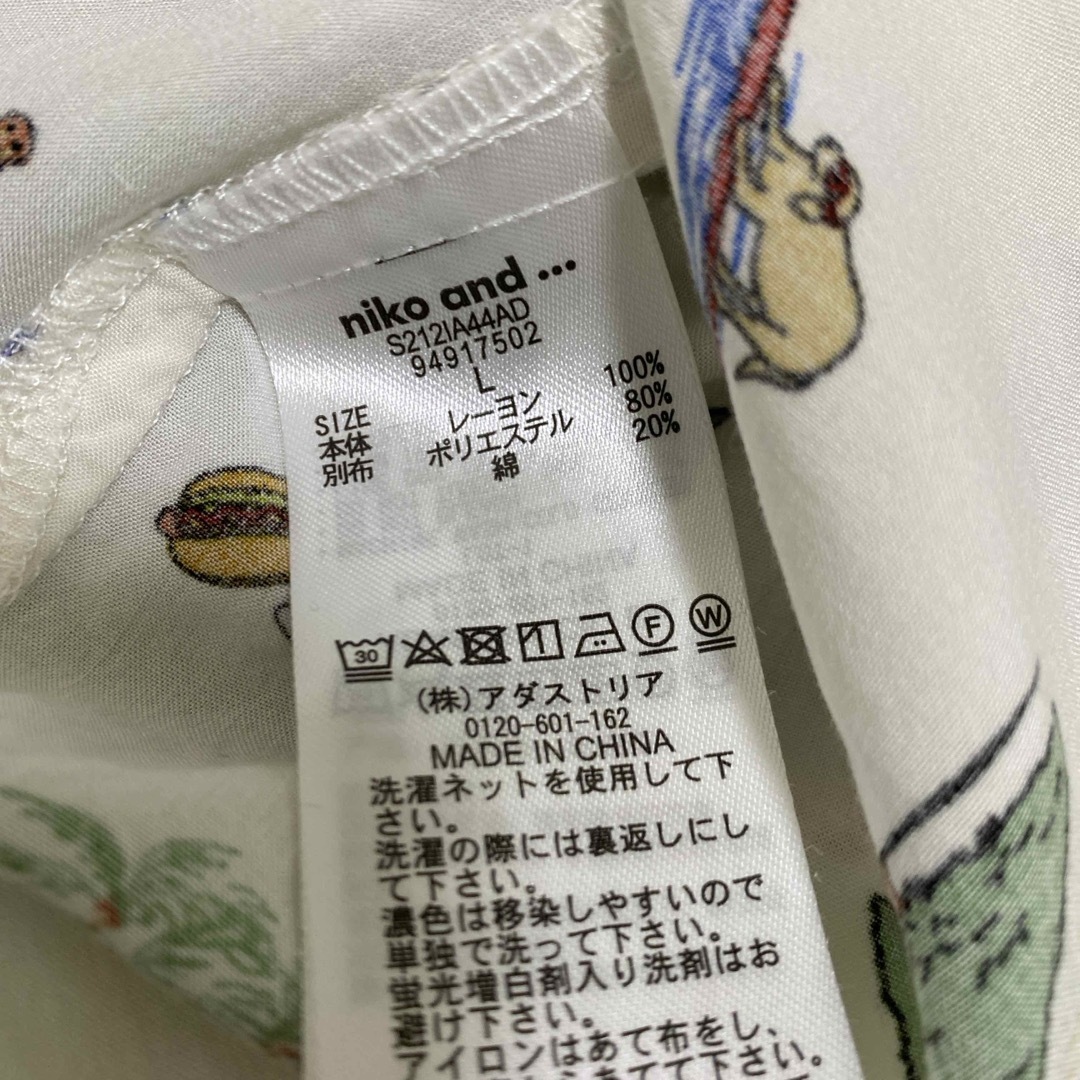 niko and ...
S212IA44AD
94917502
SIZE L
本体 レーヨン 100%
別布 ポリエステル 80%
綿 20%
30 F W
(株)アダストリア
0120-601-162
MADE IN CHINA
洗濯ネットを使用して下
さい。
洗濯の際には裏返しにし
て下さい。
濃色は移染しやすいので
単独で洗って下さい。
蛍光増白剤入り洗剤はお
避け下さい。
アイロンはあて布をし、